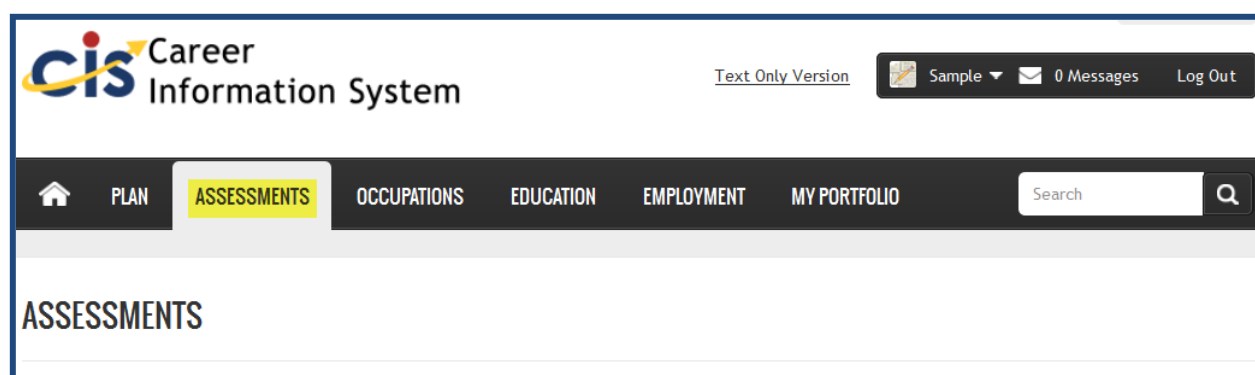 cis Career
Information System
Text Only Version
Sample
0 Messages
Log Out
PLAN
ASSESSMENTS
OCCUPATIONS
EDUCATION
EMPLOYMENT
MY PORTFOLIO
Search
ASSESSMENTS